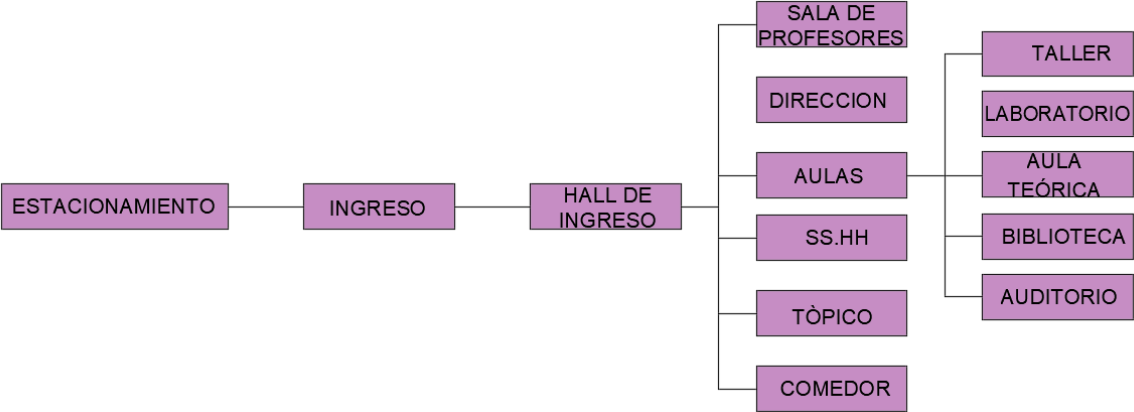 ESTACIONAMIENTO
INGRESO
HALL DE
INGRESO
SALA DE
PROFESORES
DIRECCION
AULAS
SS.HH
TÒPICO
COMEDOR
TALLER
LABORATORIO
AULA
TEÓRICA
BIBLIOTECA
AUDITORIO